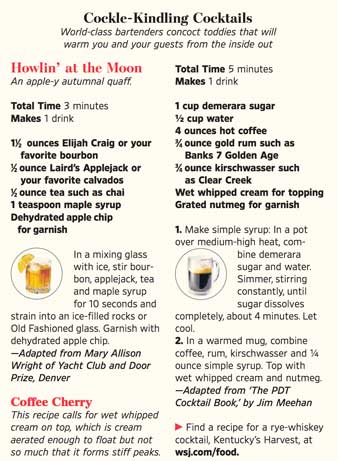 Cockle-Kindling Cocktails
World-class bartenders concoct toddies that will
warm you and your guests from the inside out
Howlin' at the Moon
An apple-y autumnal quaff.
Total Time 3 minutes
Makes 1 drink
1½ ounces Elijah Craig or your
favorite bourbon
½ ounce Laird's Applejack or
your favorite calvados
½ ounce tea such as chai
1 teaspoon maple syrup
Dehydrated apple chip
for garnish
In a mixing glass
with ice, stir bour-
bon, applejack, tea
and maple syrup
for 10 seconds and
strain into an ice-filled rocks or
Old Fashioned glass. Garnish with
dehydrated apple chip.
—Adapted from Mary Allison
Wright of Yacht Club and Door
Prize, Denver
Coffee Cherry
This recipe calls for wet whipped
cream on top, which is cream
aerated enough to float but not
so much that it forms stiff peaks.
Total Time 5 minutes
Makes 1 drink
1 cup demerara sugar
½ cup water
4 ounces hot coffee
¾ ounce gold rum such as
Banks 7 Golden Age
¾ ounce kirschwasser such
as Clear Creek
Wet whipped cream for topping
Grated nutmeg for garnish
1. Make simple syrup: In a pot
over medium-high heat, com-
bine demerara
sugar and water.
Simmer, stirring
constantly, until
sugar dissolves
completely, about 4 minutes. Let
cool.
2. In a warmed mug, combine
coffee, rum, kirschwasser and ¼
ounce simple syrup. Top with
wet whipped cream and nutmeg.
—Adapted from 'The PDT
Cocktail Book,' by Jim Meehan
▶ Find a recipe for a rye-whiskey
cocktail, Kentucky's Harvest, at
wsj.com/food.